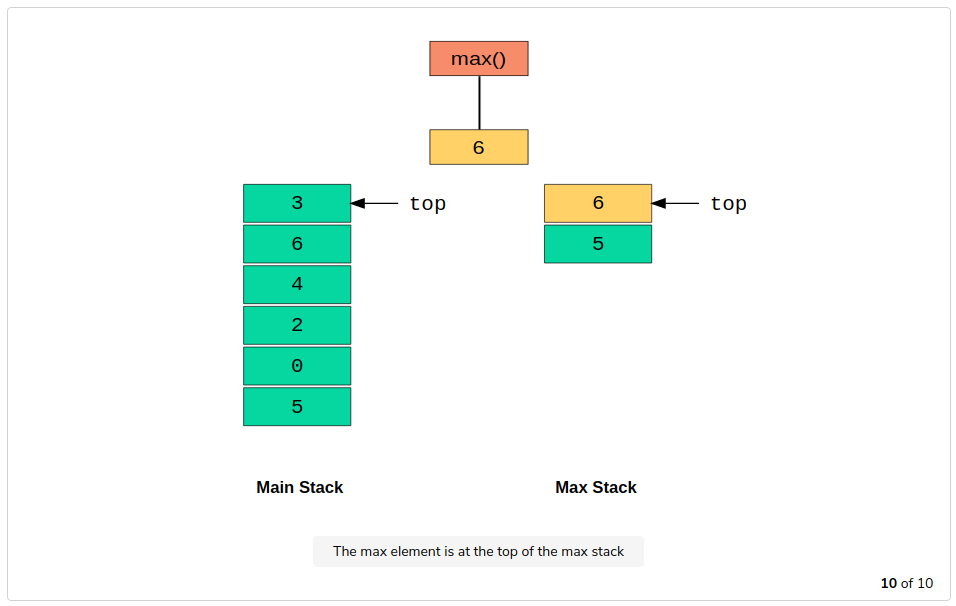 max()
6
3 top 6 top
6 5
4
2
0
5
Main Stack Max Stack
The max element is at the top of the max stack
10 of 10